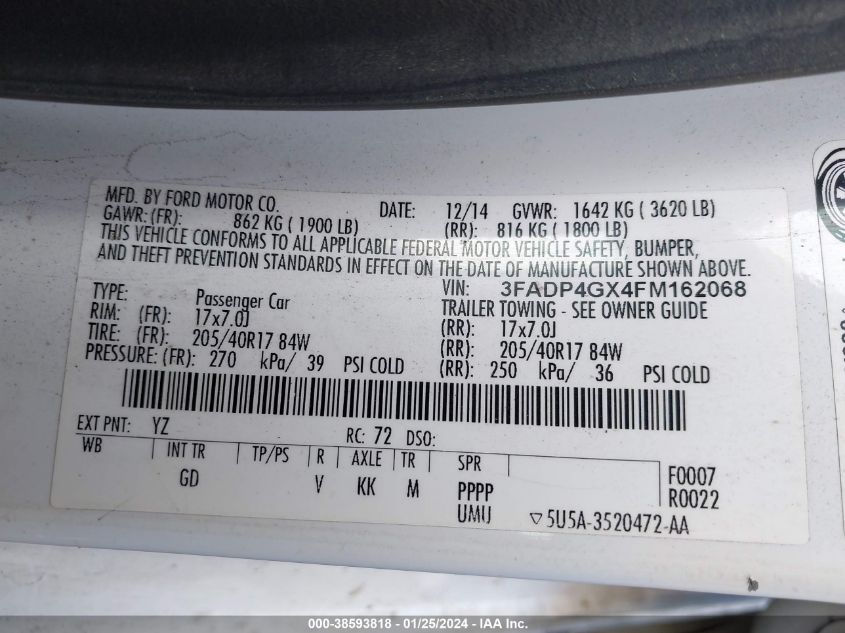 MFD. BY FORD MOTOR CO. DATE: 12/14 GVWR: 1642 KG ( 3620 LB)
GAWR: (FR): 862 KG ( 1900 LB) (RR): 816 KG ( 1800 LB)
THIS VEHICLE CONFORMS TO ALL APPLICABLE FEDERAL MOTOR VEHICLE SAFETY, BUMPER,
AND THEFT PREVENTION STANDARDS IN EFFECT ON THE DATE OF MANUFACTURE SHOWN ABOVE.
VIN: 3FADP4GX4FM162068
TYPE: Passenger Car TRAILER TOWING - SEE OWNER GUIDE
RIM: (FR): 17x7.0J (RR): 17x7.0J
TIRE: (FR): 205/40R17 84W (RR): 205/40R17 84W
PRESSURE: (FR): 270 kPa/ 39 PSI COLD (RR): 250 kPa/ 36 PSI COLD
EXT PNT: YZ RC: 72 DSO:
WB INT TR TP/PS R AXLE TR SPR F0007
GD V KK M PPPP R0022
UMU ▽5U5A-3520472-AA
000-38593818 - 01/25/2024 - IAA Inc.